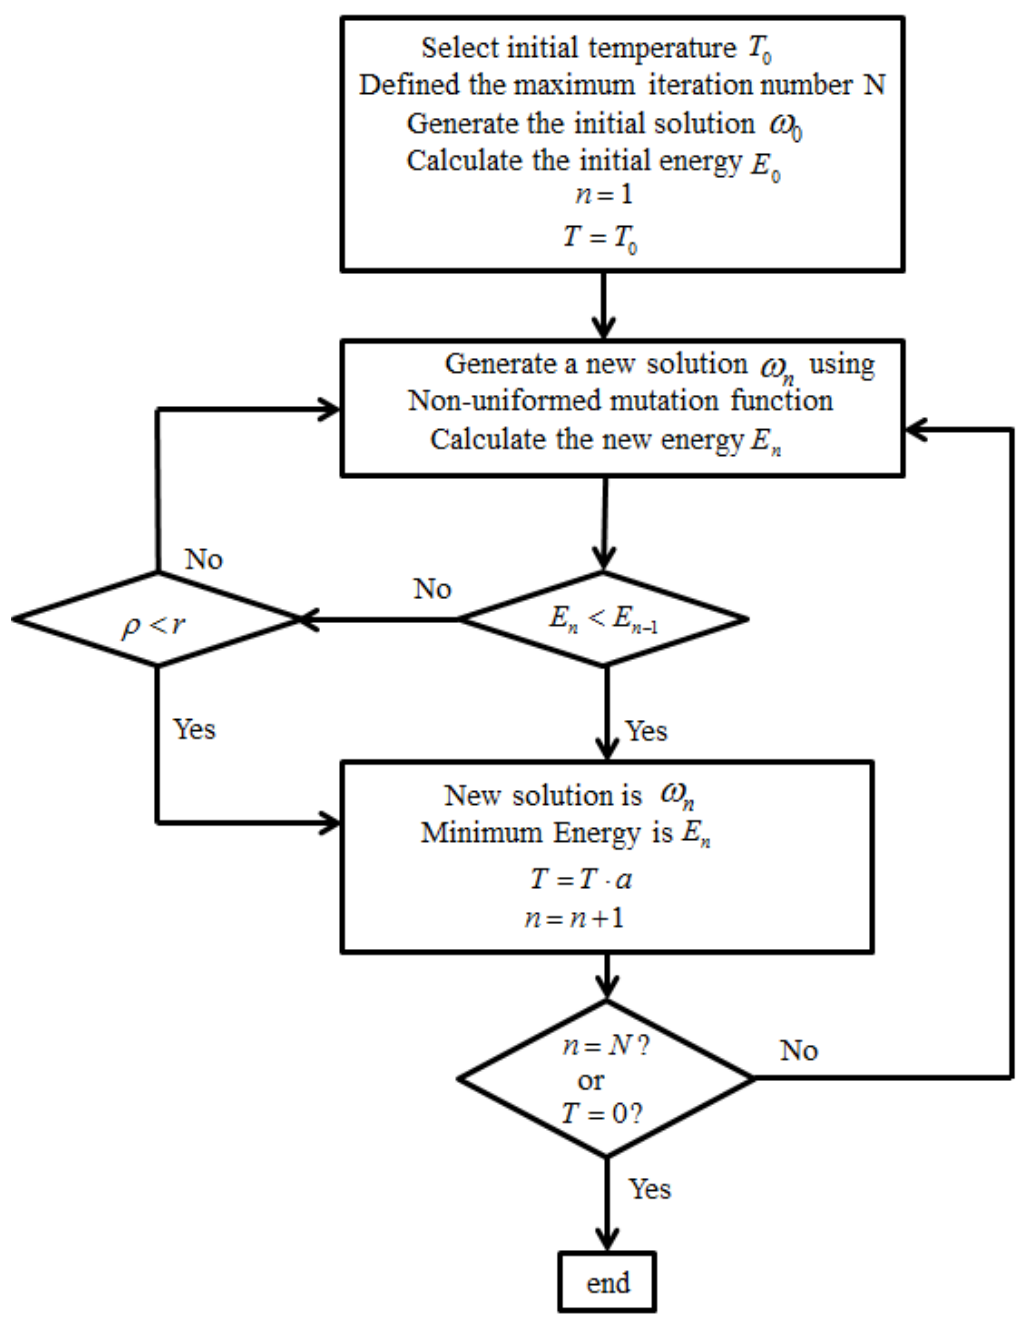 Select initial temperature T₀
Defined the maximum iteration number N
Generate the initial solution ω₀
Calculate the initial energy E₀
n = 1
T = T₀
Generate a new solution ωₙ using
Non-uniformed mutation function
Calculate the new energy Eₙ
No
No
ρ < r
Eₙ < Eₙ₋₁
Yes
Yes
New solution is ωₙ
Minimum Energy is Eₙ
T = T · a
n = n + 1
n = N ?
or
T = 0?
No
Yes
end